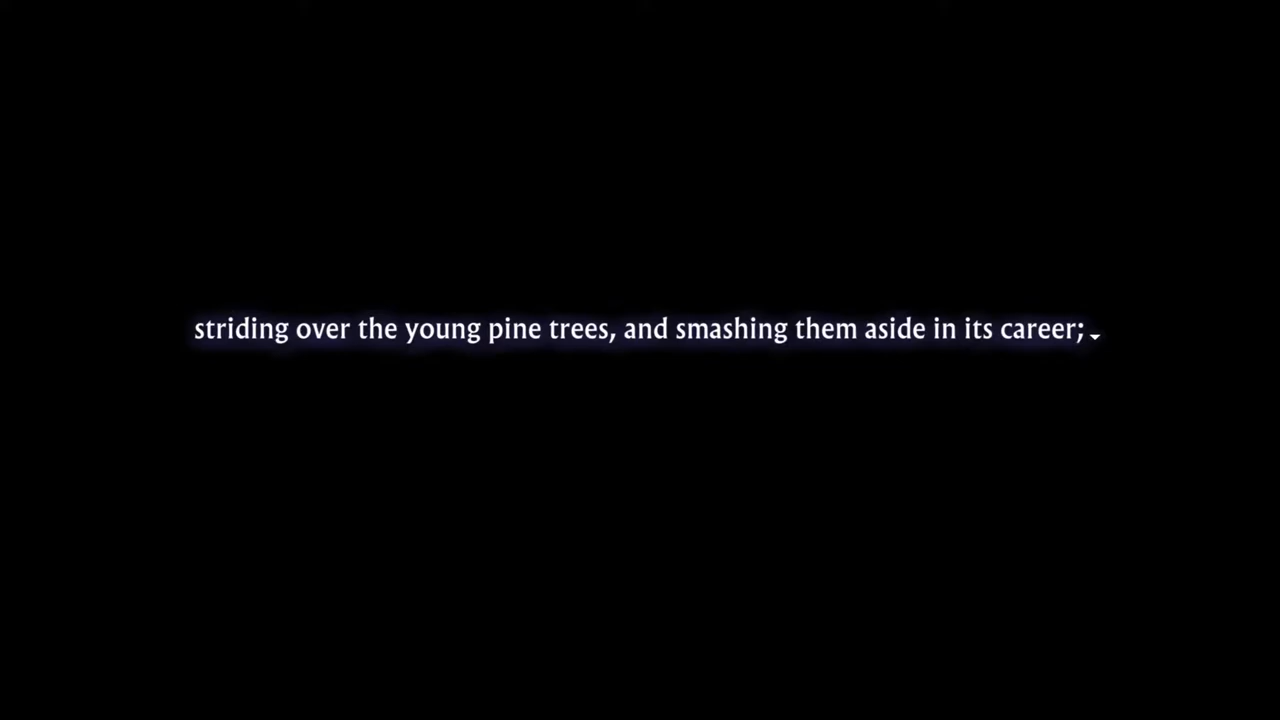 striding over the young pine trees, and smashing them aside in its career;